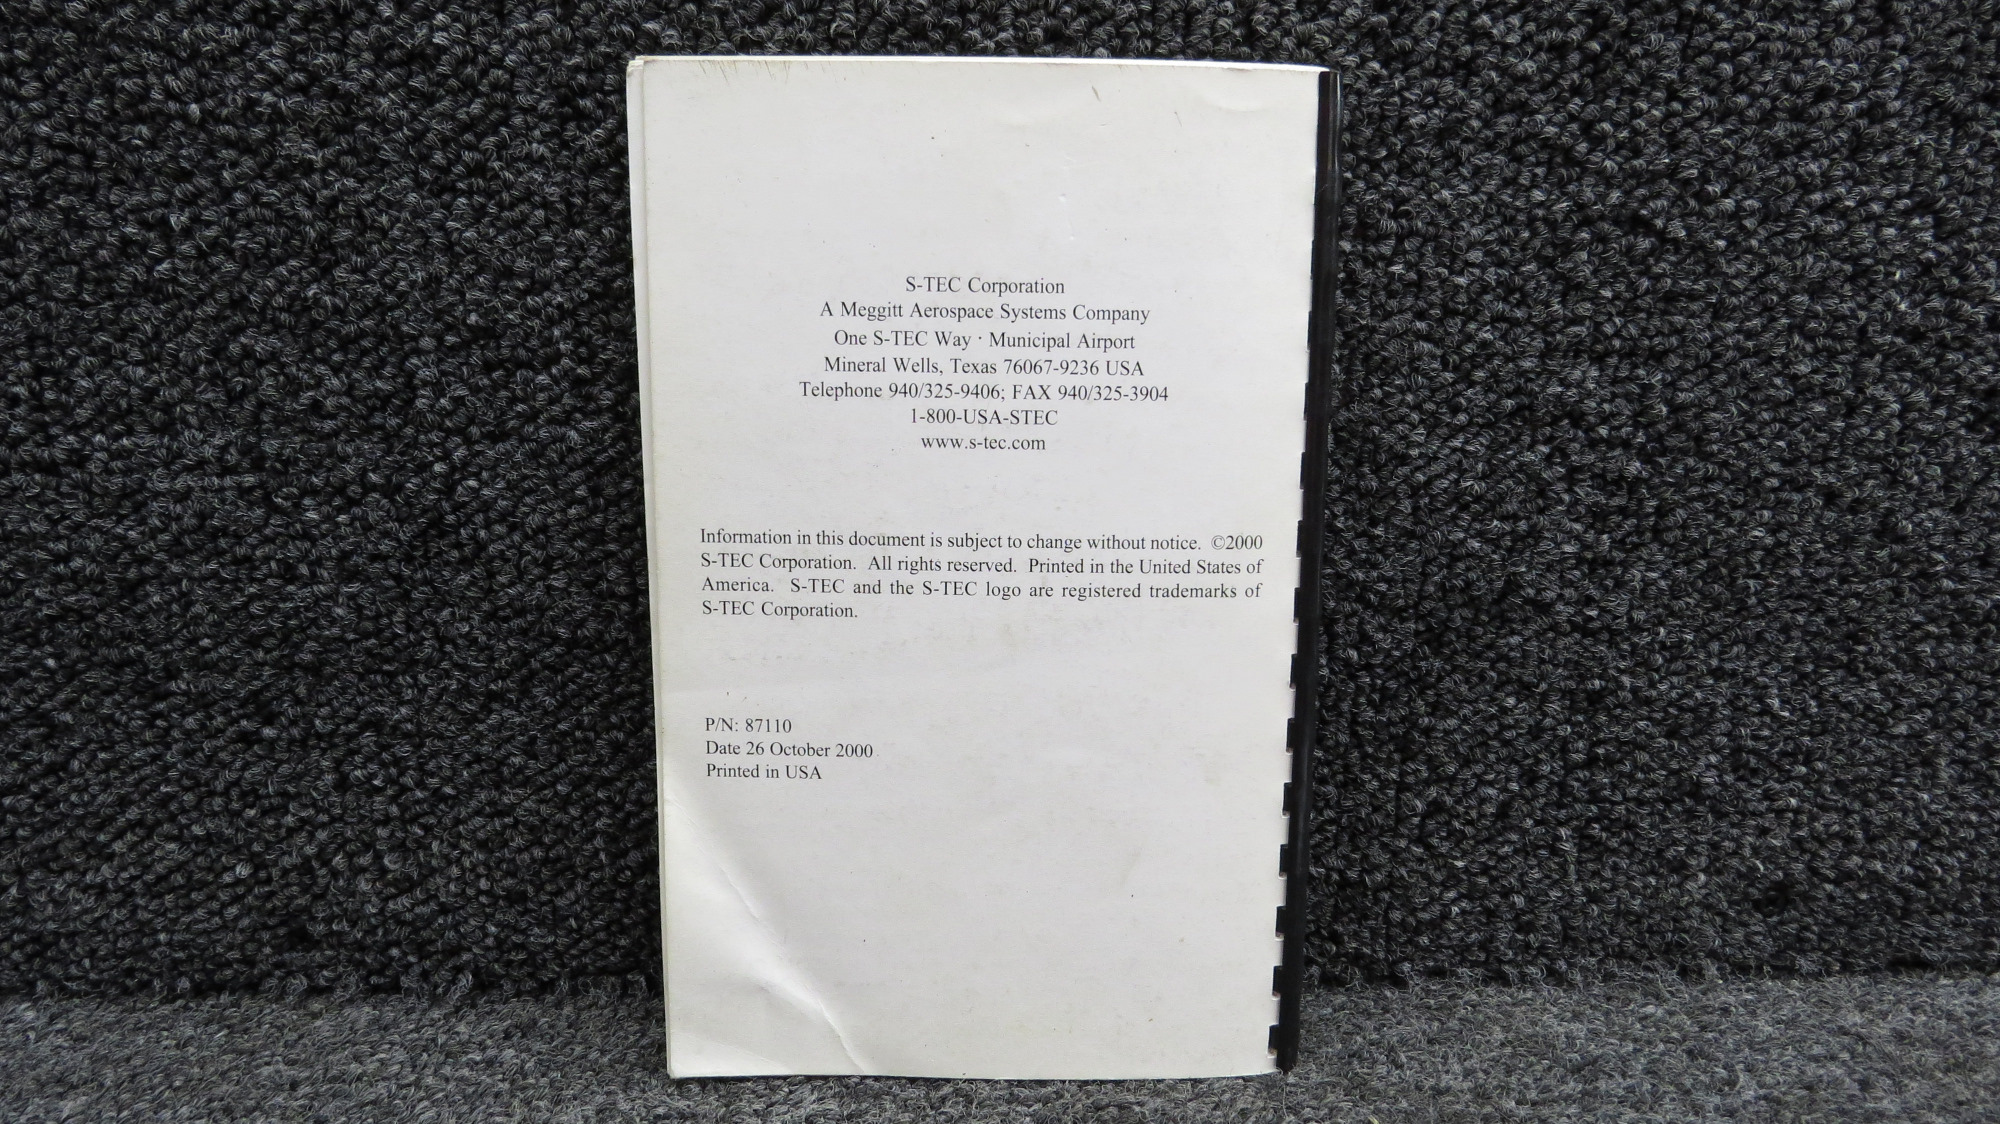 S-TEC Corporation
A Meggitt Aerospace Systems Company
One S-TEC Way · Municipal Airport
Mineral Wells, Texas 76067-9236 USA
Telephone 940/325-9406; FAX 940/325-3904
1-800-USA-STEC
www.s-tec.com
Information in this document is subject to change without notice. ©2000
S-TEC Corporation. All rights reserved. Printed in the United States of
America. S-TEC and the S-TEC logo are registered trademarks of
S-TEC Corporation.
P/N: 87110
Date 26 October 2000
Printed in USA